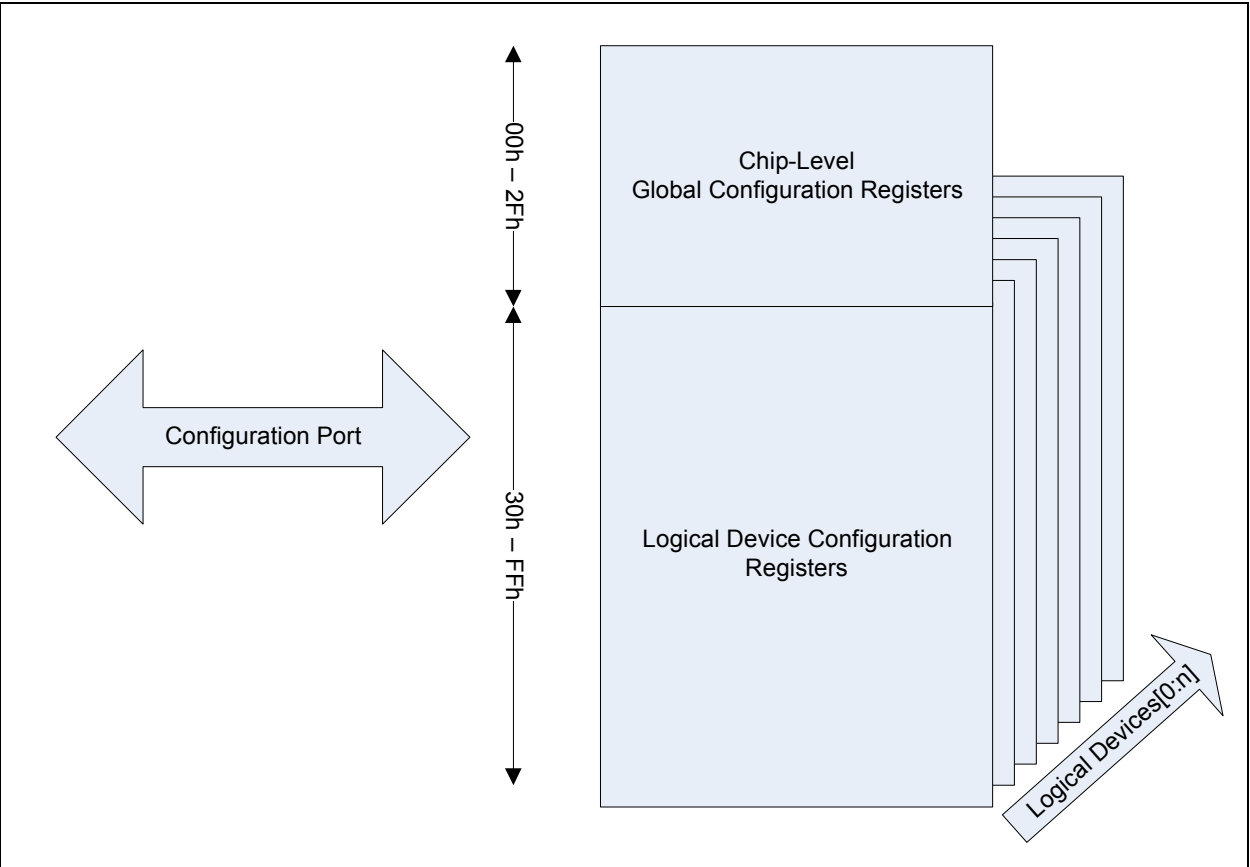 00h – 2Fh
Chip-Level
Global Configuration Registers
Configuration Port
30h – FFh
Logical Device Configuration
Registers
Logical Devices[0:n]